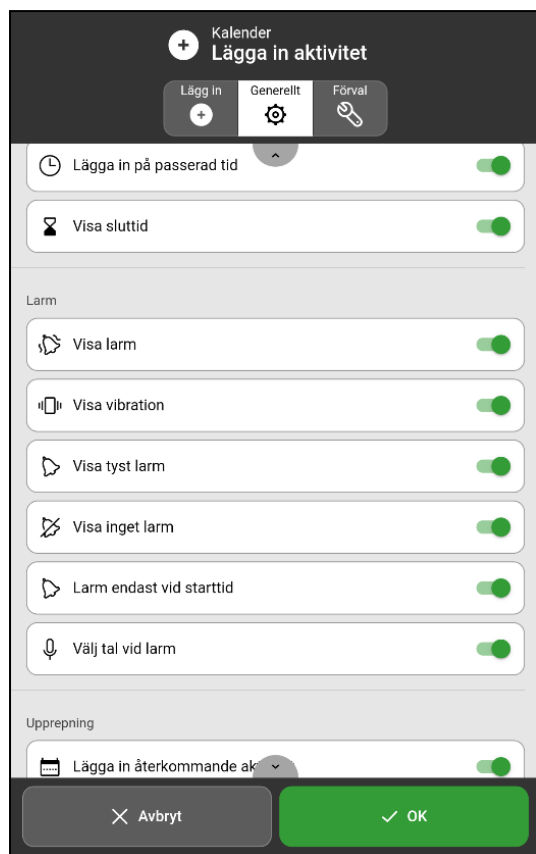 Kalender
Lägga in aktivitet
Lägg in
Generellt
Förval
Lägga in på passerad tid
Visa sluttid
Larm
Visa larm
Visa vibration
Visa tyst larm
Visa inget larm
Larm endast vid starttid
Välj tal vid larm
Upprepning
Lägga in återkommande
Avbryt
OK